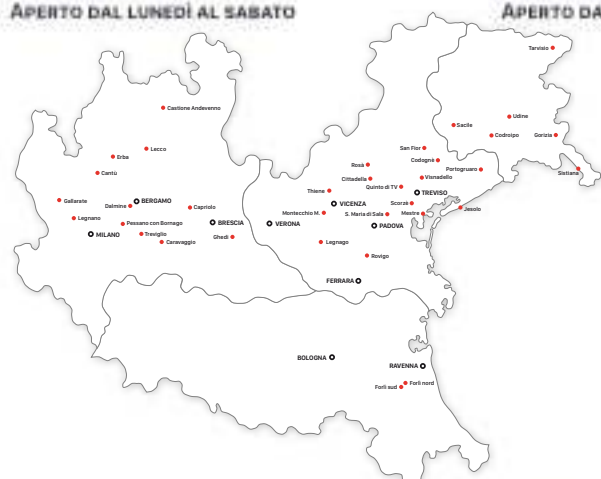 APERTO DAL LUNEDÌ AL SABATO
APERTO DA
Tarvisio
Castione Andevenno
Udine
Sacile
Codroipo
Gorizia
Lecco
San Fior
Erba
Codognè
Rosà
Portogruaro
Sistiana
Cantù
Cittadella
Visnadello
Quinto di TV
Thiene
TREVISO
Gallarate
BERGAMO
Dalmine
Capriolo
VICENZA
Scorzè
Jesolo
Legnano
Montecchio M.
S. Maria di Sala
Mestre
Pessano con Bornago
BRESCIA
VERONA
PADOVA
MILANO
Treviglio
Ghedi
Caravaggio
Legnago
Rovigo
FERRARA
BOLOGNA
RAVENNA
Forlì nord
Forlì sud